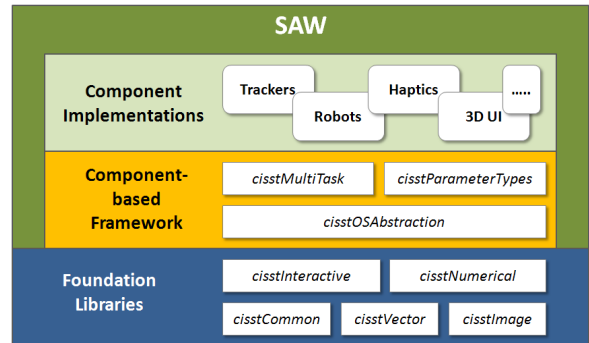 SAW
Component
Implementations
Trackers
Haptics
.....
Robots
3D UI
Component-
based
Framework
cisstMultiTask
cisstParameterTypes
cisstOSAbstraction
Foundation
Libraries
cisstInteractive
cisstNumerical
cisstCommon
cisstVector
cisstImage